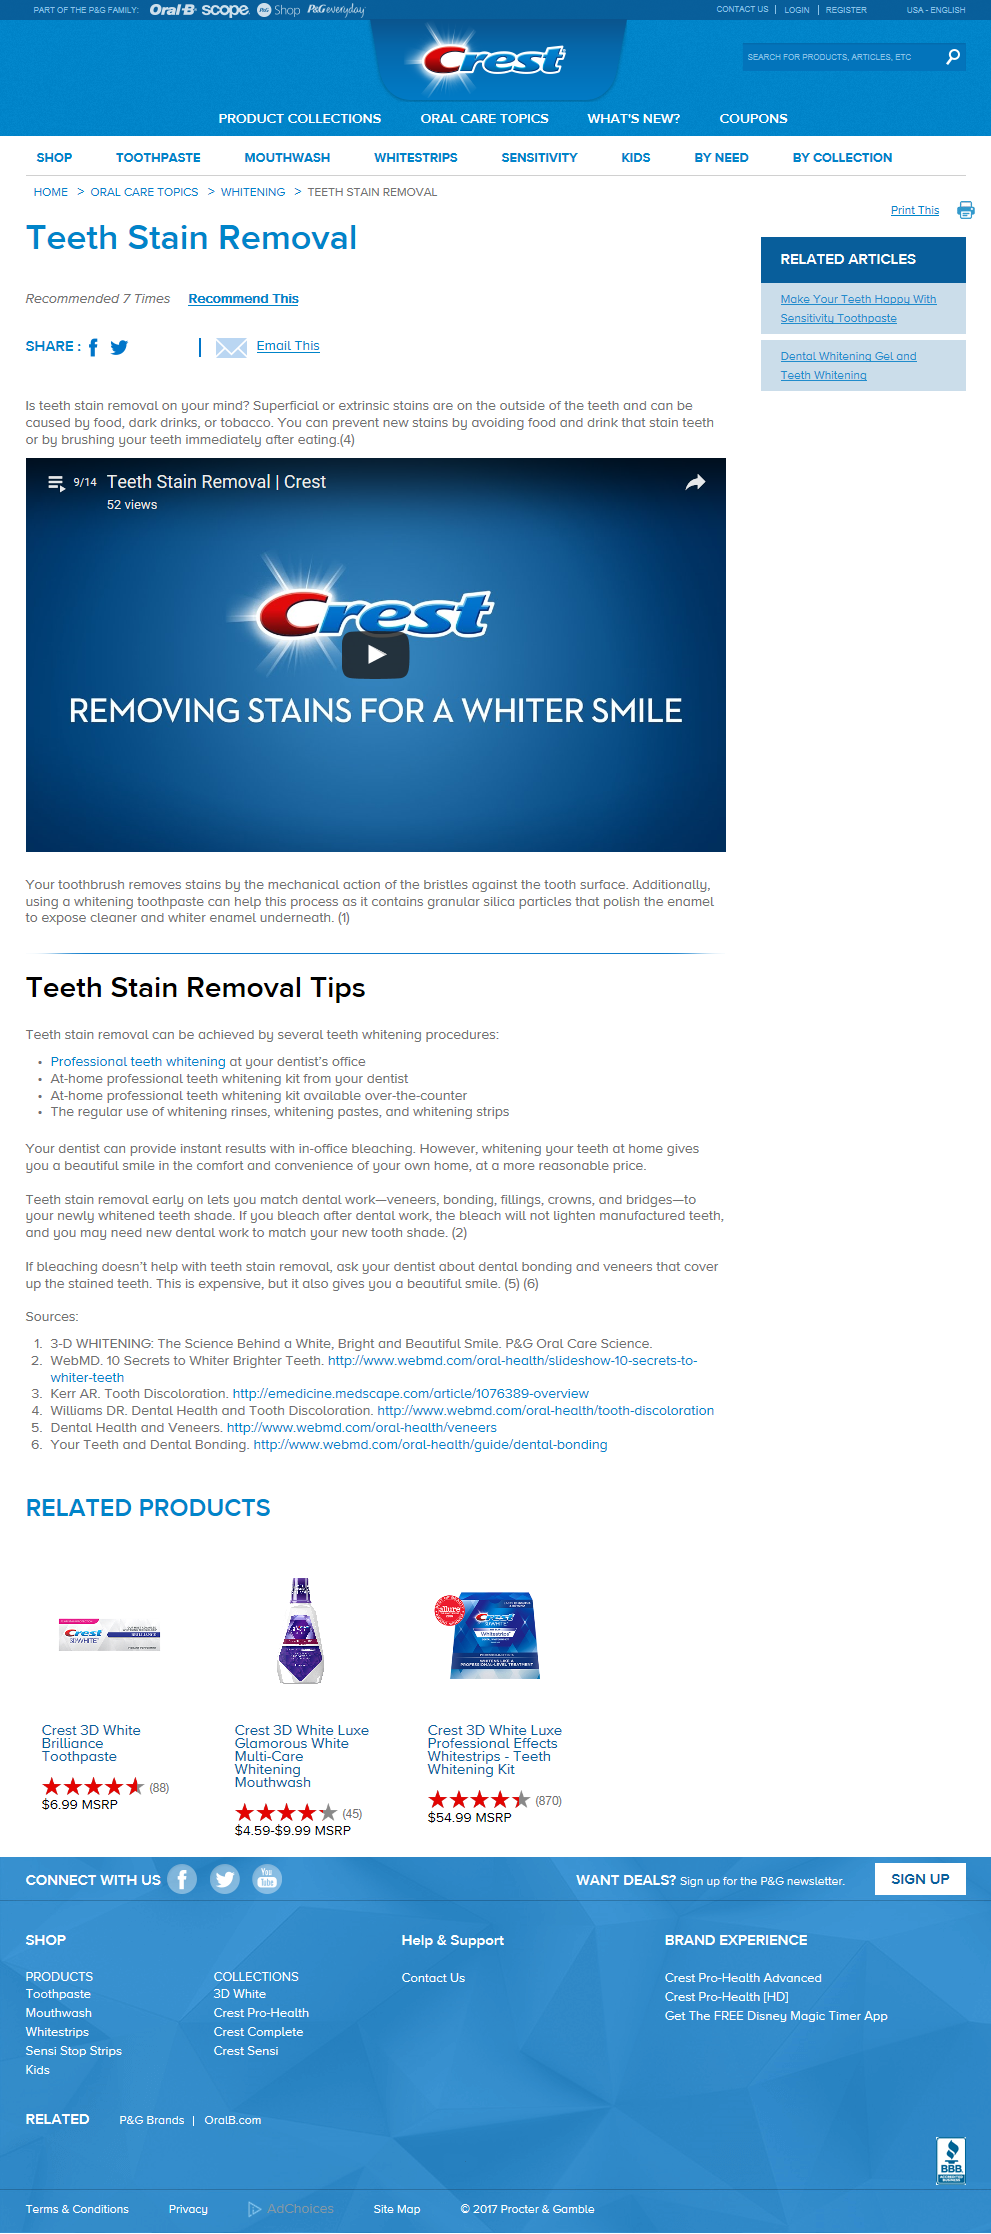 PART OF THE P&G FAMILY: Oral-B scope P&G Shop P&G everyday
CONTACT US | LOGIN | REGISTER USA - ENGLISH
Crest
SEARCH FOR PRODUCTS, ARTICLES, ETC
PRODUCT COLLECTIONS ORAL CARE TOPICS WHAT'S NEW? COUPONS
SHOP TOOTHPASTE MOUTHWASH WHITESTRIPS SENSITIVITY KIDS BY NEED BY COLLECTION
HOME > ORAL CARE TOPICS > WHITENING > TEETH STAIN REMOVAL
Print This
Teeth Stain Removal
RELATED ARTICLES
Make Your Teeth Happy With
Sensitivity Toothpaste
Dental Whitening Gel and
Teeth Whitening
Recommended 7 Times Recommend This
SHARE : | Email This
Is teeth stain removal on your mind? Superficial or extrinsic stains are on the outside of the teeth and can be
caused by food, dark drinks, or tobacco. You can prevent new stains by avoiding food and drink that stain teeth
or by brushing your teeth immediately after eating.(4)
9/14 Teeth Stain Removal | Crest
52 views
Crest
REMOVING STAINS FOR A WHITER SMILE
Your toothbrush removes stains by the mechanical action of the bristles against the tooth surface. Additionally,
using a whitening toothpaste can help this process as it contains granular silica particles that polish the enamel
to expose cleaner and whiter enamel underneath. (1)
Teeth Stain Removal Tips
Teeth stain removal can be achieved by several teeth whitening procedures:
• Professional teeth whitening at your dentist's office
• At-home professional teeth whitening kit from your dentist
• At-home professional teeth whitening kit available over-the-counter
• The regular use of whitening rinses, whitening pastes, and whitening strips
Your dentist can provide instant results with in-office bleaching. However, whitening your teeth at home gives
you a beautiful smile in the comfort and convenience of your own home, at a more reasonable price.
Teeth stain removal early on lets you match dental work—veneers, bonding, fillings, crowns, and bridges—to
your newly whitened teeth shade. If you bleach after dental work, the bleach will not lighten manufactured teeth,
and you may need new dental work to match your new tooth shade. (2)
If bleaching doesn't help with teeth stain removal, ask your dentist about dental bonding and veneers that cover
up the stained teeth. This is expensive, but it also gives you a beautiful smile. (5) (6)
Sources:
1. 3-D WHITENING: The Science Behind a White, Bright and Beautiful Smile. P&G Oral Care Science.
2. WebMD. 10 Secrets to Whiter Brighter Teeth. http://www.webmd.com/oral-health/slideshow-10-secrets-to-
whiter-teeth
3. Kerr AR. Tooth Discoloration. http://emedicine.medscape.com/article/1076389-overview
4. Williams DR. Dental Health and Tooth Discoloration. http://www.webmd.com/oral-health/tooth-discoloration
5. Dental Health and Veneers. http://www.webmd.com/oral-health/veneers
6. Your Teeth and Dental Bonding. http://www.webmd.com/oral-health/guide/dental-bonding
RELATED PRODUCTS
Crest
3D WHITE
BRILLIANCE
allure
Crest
3D WHITE
Whitestrips
Crest 3D White
Brilliance
Toothpaste
(88)
$6.99 MSRP
Crest 3D White Luxe
Glamorous White
Multi-Care
Whitening
Mouthwash
(45)
$4.59-$9.99 MSRP
Crest 3D White Luxe
Professional Effects
Whitestrips - Teeth
Whitening Kit
(870)
$54.99 MSRP
CONNECT WITH US You Tube
WANT DEALS? Sign up for the P&G newsletter. SIGN UP
SHOP
PRODUCTS
Toothpaste
Mouthwash
Whitestrips
Sensi Stop Strips
Kids
COLLECTIONS
3D White
Crest Pro-Health
Crest Complete
Crest Sensi
Help & Support
Contact Us
BRAND EXPERIENCE
Crest Pro-Health Advanced
Crest Pro-Health [HD]
Get The FREE Disney Magic Timer App
RELATED P&G Brands | OralB.com
BBB
Terms & Conditions Privacy AdChoices Site Map © 2017 Procter & Gamble